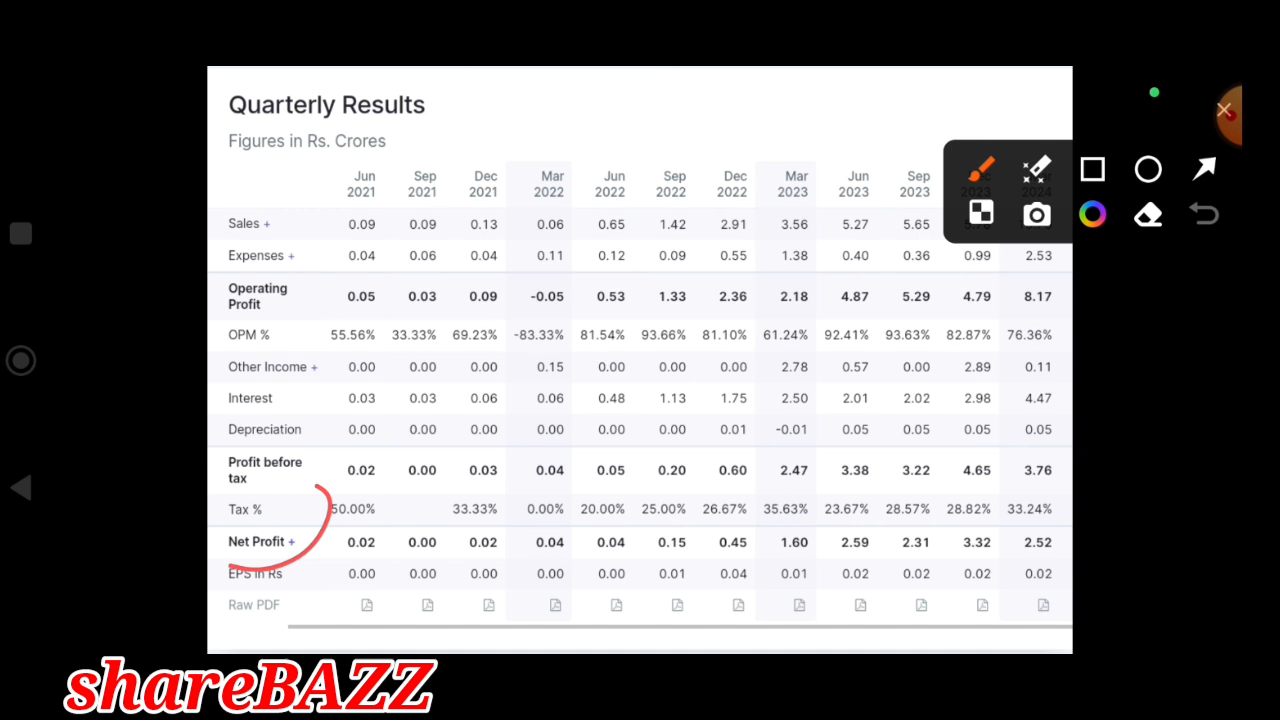 Quarterly Results
Figures in Rs. Crores
Jun 2021 Sep 2021 Dec 2021 Mar 2022 Jun 2022 Sep 2022 Dec 2022 Mar 2023 Jun 2023 Sep 2023 2023 2024
Sales + 0.09 0.09 0.13 0.06 0.65 1.42 2.91 3.56 5.27 5.65
Expenses + 0.04 0.06 0.04 0.11 0.12 0.09 0.55 1.38 0.40 0.36 0.99 2.53
Operating Profit 0.05 0.03 0.09 -0.05 0.53 1.33 2.36 2.18 4.87 5.29 4.79 8.17
OPM % 55.56% 33.33% 69.23% -83.33% 81.54% 93.66% 81.10% 61.24% 92.41% 93.63% 82.87% 76.36%
Other Income + 0.00 0.00 0.00 0.15 0.00 0.00 0.00 2.78 0.57 0.00 2.89 0.11
Interest 0.03 0.03 0.06 0.06 0.48 1.13 1.75 2.50 2.01 2.02 2.98 4.47
Depreciation 0.00 0.00 0.00 0.00 0.00 0.00 0.01 -0.01 0.05 0.05 0.05 0.05
Profit before tax 0.02 0.00 0.03 0.04 0.05 0.20 0.60 2.47 3.38 3.22 4.65 3.76
Tax % 50.00% 33.33% 0.00% 20.00% 25.00% 26.67% 35.63% 23.67% 28.57% 28.82% 33.24%
Net Profit + 0.02 0.00 0.02 0.04 0.04 0.15 0.45 1.60 2.59 2.31 3.32 2.52
EPS in Rs 0.00 0.00 0.00 0.00 0.00 0.01 0.04 0.01 0.02 0.02 0.02 0.02
Raw PDF
shareBAZZ